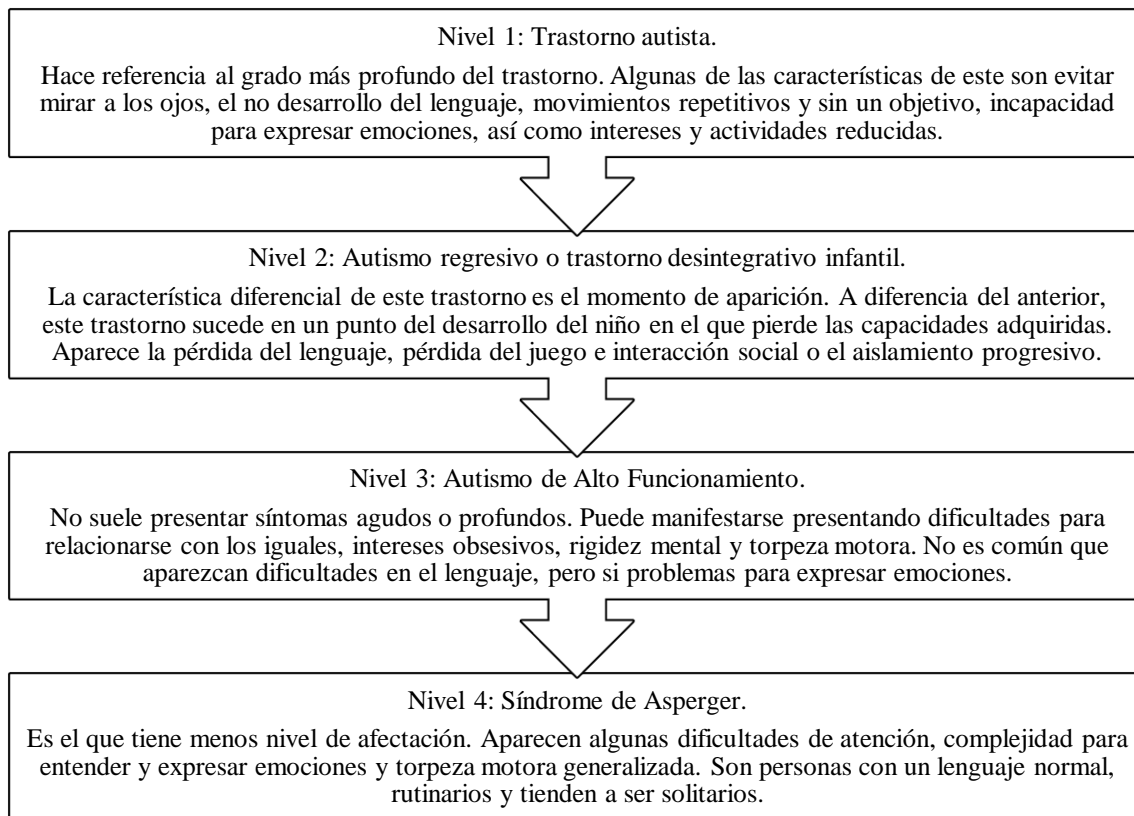 Nivel 1: Trastorno autista.
Hace referencia al grado más profundo del trastorno. Algunas de las características de este son evitar
mirar a los ojos, el no desarrollo del lenguaje, movimientos repetitivos y sin un objetivo, incapacidad
para expresar emociones, así como intereses y actividades reducidas.
Nivel 2: Autismo regresivo o trastorno desintegrativo infantil.
La característica diferencial de este trastorno es el momento de aparición. A diferencia del anterior,
este trastorno sucede en un punto del desarrollo del niño en el que pierde las capacidades adquiridas.
Aparece la pérdida del lenguaje, pérdida del juego e interacción social o el aislamiento progresivo.
Nivel 3: Autismo de Alto Funcionamiento.
No suele presentar síntomas agudos o profundos. Puede manifestarse presentando dificultades para
relacionarse con los iguales, intereses obsesivos, rigidez mental y torpeza motora. No es común que
aparezcan dificultades en el lenguaje, pero si problemas para expresar emociones.
Nivel 4: Síndrome de Asperger.
Es el que tiene menos nivel de afectación. Aparecen algunas dificultades de atención, complejidad para
entender y expresar emociones y torpeza motora generalizada. Son personas con un lenguaje normal,
rutinarios y tienden a ser solitarios.